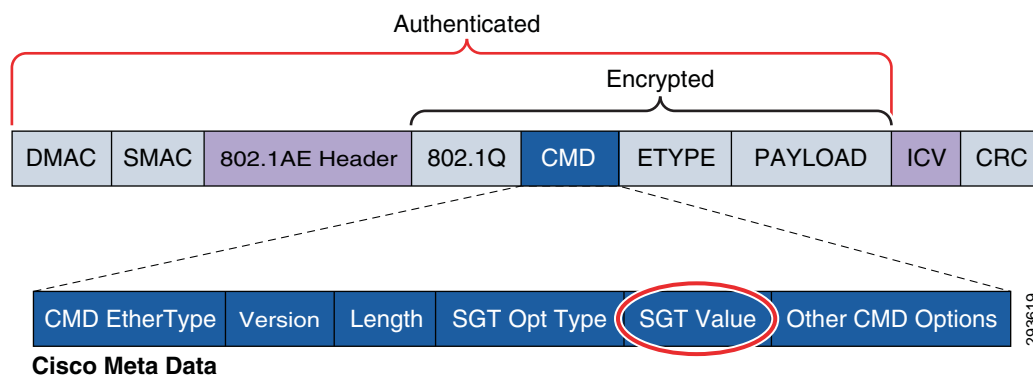 Authenticated
Encrypted
DMAC SMAC 802.1AE Header 802.1Q CMD ETYPE PAYLOAD ICV CRC
CMD EtherType Version Length SGT Opt Type SGT Value Other CMD Options
293619
Cisco Meta Data